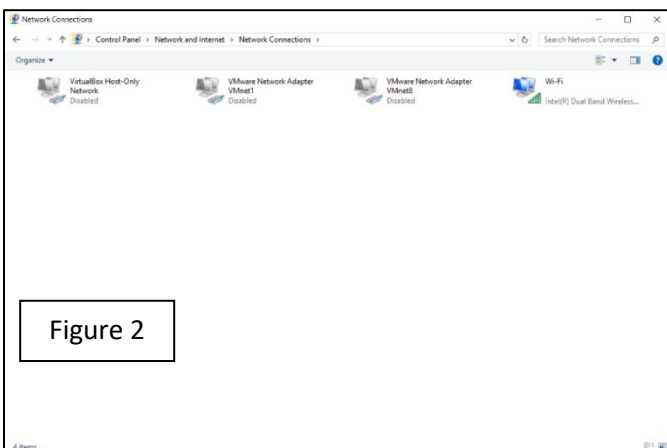 Network Connections
Control Panel › Network and Internet › Network Connections ›
Search Network Connections
Organize
VirtualBox Host-Only
Network
Disabled
VMware Network Adapter
VMnet1
Disabled
VMware Network Adapter
VMnet8
Disabled
Wi-Fi
Intel(R) Dual Band Wireless...
Figure 2
4 items